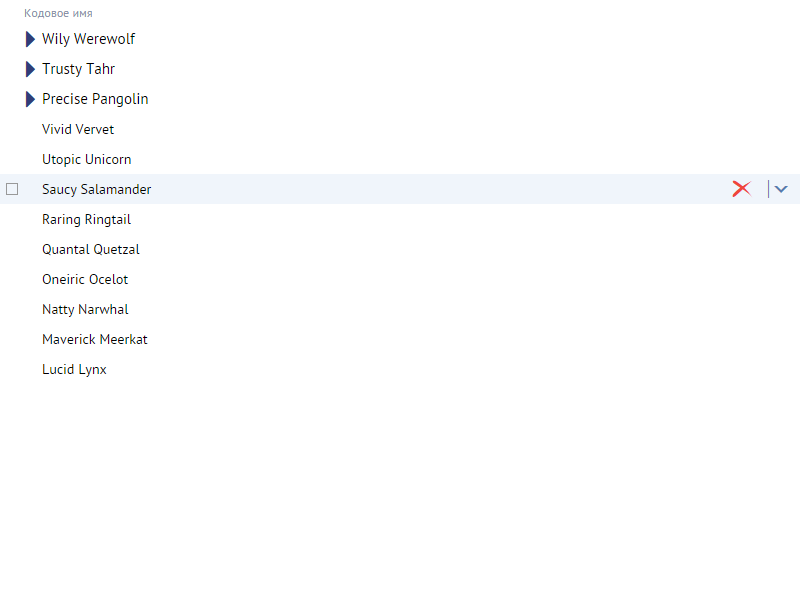 Кодовое имя
Wily Werewolf
Trusty Tahr
Precise Pangolin
Vivid Vervet
Utopic Unicorn
Saucy Salamander
Raring Ringtail
Quantal Quetzal
Oneiric Ocelot
Natty Narwhal
Maverick Meerkat
Lucid Lynx